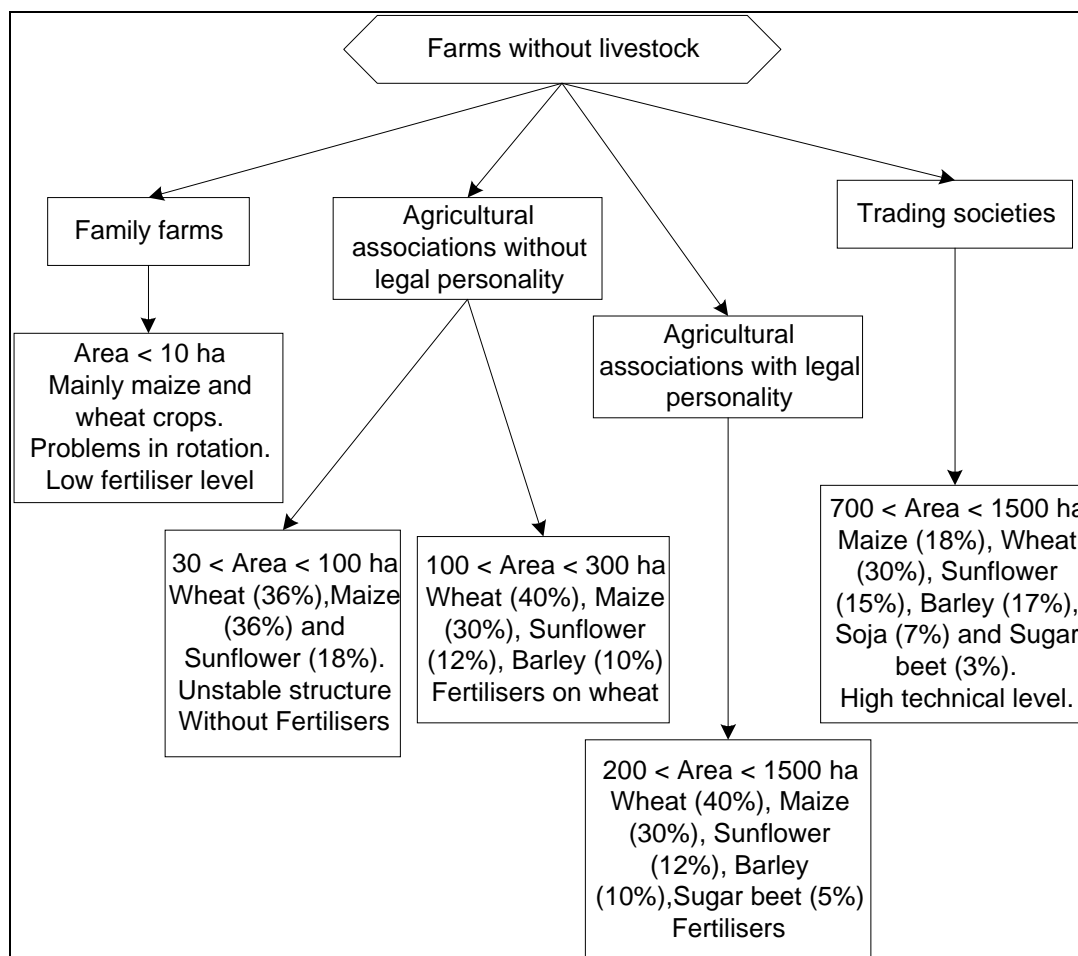 Farms without livestock
Family farms
Agricultural
associations without
legal personality
Agricultural
associations with legal
personality
Trading societies
Area < 10 ha
Mainly maize and
wheat crops.
Problems in rotation.
Low fertiliser level
30 < Area < 100 ha
Wheat (36%),Maize
(36%) and
Sunflower (18%).
Unstable structure
Without Fertilisers
100 < Area < 300 ha
Wheat (40%), Maize
(30%), Sunflower
(12%), Barley (10%)
Fertilisers on wheat
200 < Area < 1500 ha
Wheat (40%), Maize
(30%), Sunflower
(12%), Barley
(10%),Sugar beet (5%)
Fertilisers
700 < Area < 1500 ha
Maize (18%), Wheat
(30%), Sunflower
(15%), Barley (17%),
Soja (7%) and Sugar
beet (3%).
High technical level.